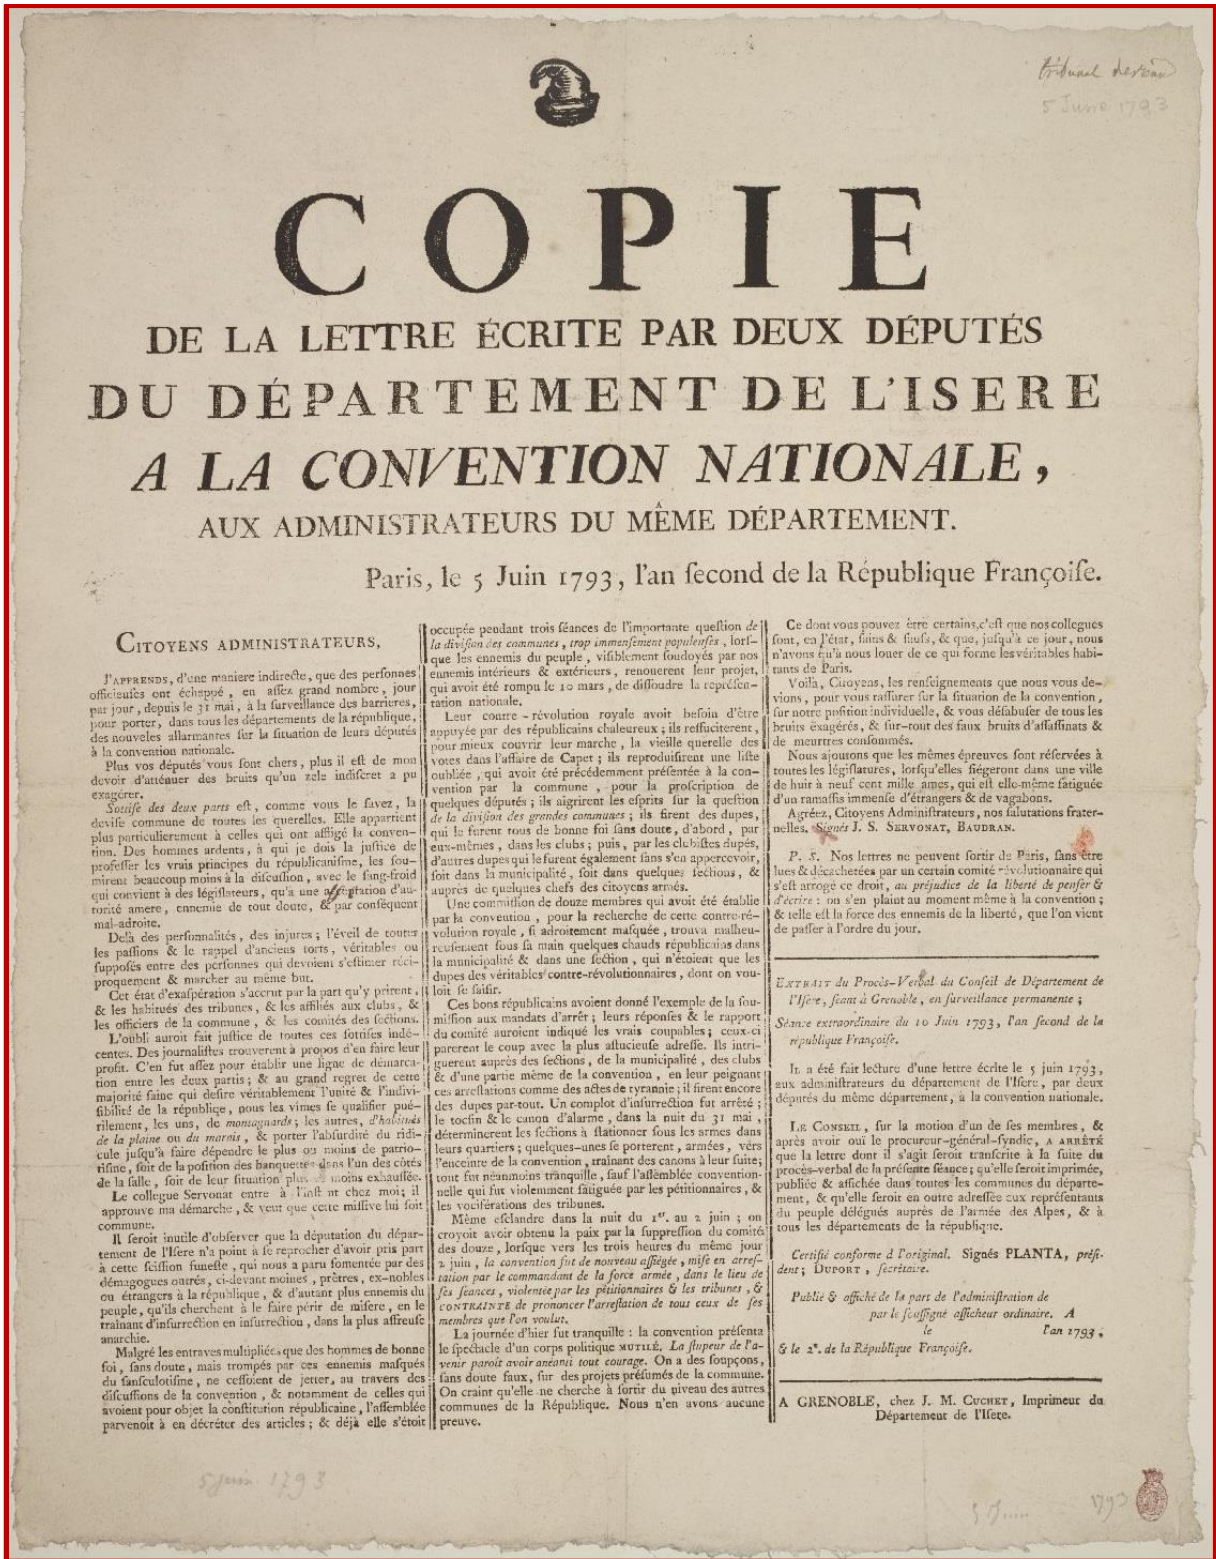 tribunal
5 June 1793
COPIE
DE LA LETTRE ÉCRITE PAR DEUX DÉPUTÉS
DU DÉPARTEMENT DE L'ISERE
A LA CONVENTION NATIONALE,
AUX ADMINISTRATEURS DU MÊME DÉPARTEMENT.
Paris, le 5 Juin 1793, l'an ſecond de la République Françoiſe.
CITOYENS ADMINISTRATEURS,
J'APPRENDS, d'une maniere indirecte, que des perſonnes
officieuſes ont échappé, en aſſez grand nombre, jour
par jour, depuis le 31 mai, à la ſurveillance des barrieres,
pour porter, dans tous les départements de la république,
des nouveles allarmantes ſur la ſituation de leurs députés
à la convention nationale.
Plus vos députés vous ſont chers, plus il eſt de mon
devoir d'atténuer des bruits qu'un zele indiſcret a pu
exagérer.
Sottiſe des deux parts eſt, comme vous le ſavez, la
deviſe commune de toutes les querelles. Elle appartient
plus particulierement à celles qui ont affligé la conven-
tion. Des hommes ardents, à qui je dois la juſtice de
profeſſer les vrais principes du républicaniſme, les ſou-
mirent beaucoup moins à la diſcuſſion, avec le ſang-froid
qui convient à des légiſlateurs, qu'à une affectation d'au-
torité amere, ennemie de tout doute, & par conſéquent
mal-adroite.
Delà des perſonnalités, des injures; l'éveil de toutes
les paſſions & le rappel d'anciens torts, véritables ou
ſuppoſés entre des perſonnes qui devoient s'eſtimer réci-
proquement & marcher au même but.
Cet état d'exaſpération s'accrut par la part qu'y prirent,
& les habitués des tribunes, & les affiliés aux clubs, &
les officiers de la commune, & les comités des ſections.
L'oubli auroit fait juſtice de toutes ces ſottiſes indé-
centes. Des journaliſtes trouverent à propos d'en faire leur
profit. C'en fut aſſez pour établir une ligne de démarca-
tion entre les deux partis; & au grand regret de cette
majorité ſaine qui deſire véritablement l'unité & l'indivi-
ſibilité de la républiqe, nous les vîmes ſe qualifier pué-
rilement, les uns, de montagnards; les autres, d'habitués
de la plaine ou du marais, & porter l'abſurdité du ridi-
cule juſqu'à faire dépendre le plus ou moins de patrio-
tiſme, ſoit de la poſition des banquettes dans l'un des côtés
de la ſalle, ſoit de leur ſituation plus moins exhauſſée.
Le collegue Servonat entre à l'inſt nt chez moi; il
approuve ma démarche, & veut que cette miſſive lui ſoit
commune.
Il ſeroit inutile d'obſerver que la députation du dépar-
tement de l'Iſere n'a point à ſe reprocher d'avoir pris part
à cette ſciſſion funeſte, qui nous a paru fomentée par des
démagogues outrés, ci-devant moines, prêtres, ex-nobles
ou étrangers à la république, & d'autant plus ennemis du
peuple, qu'ils cherchent à le faire périr de miſere, en le
traînant d'inſurrection en inſurrection, dans la plus affreuſe
anarchie.
Malgré les entraves multipliées que des hommes de bonne
foi, ſans doute, mais trompés par ces ennemis maſqués
du ſanſculotiſme, ne ceſſoient de jetter, au travers des
diſcuſſions de la convention, & notamment de celles qui
avoient pour objet la conſtitution républicaine, l'aſſemblée
parvenoit à en décréter des articles; & déjà elle s'étoit
occupée pendant trois ſéances de l'importante queſtion de
la diviſion des communes, trop immenſément populeuſes, lorſ-
que les ennemis du peuple, viſiblement ſoudoyés par nos
ennemis intérieurs & extérieurs, renouerent leur projet,
qui avoit été rompu le 10 mars, de diſſoudre la repréſen-
tation nationale.
Leur contre-révolution royale avoir beſoin d'être
appuyée par des républicains chaleureux; ils reſſuſciterent,
pour mieux couvrir leur marche, la vieille querelle des
votes dans l'affaire de Capet; ils reproduiſirent une liſte
oubliée, qui avoit été précédemment préſentée à la con-
vention par la commune, pour la proſcription de
quelques députés; ils aigrirent les eſprits ſur la queſtion
de la diviſion des grandes communes; ils firent des dupes,
qui le furent tous de bonne foi ſans doute, d'abord, par
eux-mêmes, dans les clubs; puis, par les clubiſtes dupés,
d'autres dupes qui le furent également ſans s'en appercevoir,
ſoit dans la municipalité, ſoit dans quelques ſections, &
auprès de quelques chefs des citoyens armés.
Une commiſſion de douze membres qui avoit été établie
par la convention, pour la recherche de cette contre-ré-
volution royale, ſi adroitement maſquée, trouva malheu-
reuſement ſous ſa main quelques chauds républicains dans
la municipalité & dans une ſection, qui n'étoient que les
dupes des véritables contre-révolutionnaires, dont on vou-
loit ſe ſaiſir.
Ces bons républicains avoient donné l'exemple de la ſou-
miſſion aux mandats d'arrêt; leurs réponſes & le rapport
du comité auroient indiqué les vrais coupables; ceux-ci
parerent le coup avec la plus aſtucieuſe adreſſe. Ils intri-
guerent auprès des ſections, de la municipalité, des clubs
& d'une partie même de la convention, en leur peignant
ces arreſtations comme des actes de tyrannie; il firent encore
des dupes par-tout. Un complot d'inſurrection fut arrêté;
le tocſin & le canon d'alarme, dans la nuit du 31 mai,
déterminerent les ſections à ſtationner ſous les armes dans
leurs quartiers; quelques-unes ſe porterent, armées, vers
l'enceinte de la convention, traînant des canons à leur ſuite;
tout fut néanmoins tranquille, ſauf l'aſſemblée convention-
nelle qui fut violemment fatiguée par les pétitionnaires, &
les vociférations des tribunes.
Même eſclandre dans la nuit du 1er. au 2 juin; on
croyoit avoir obtenu la paix par la ſuppreſſion du comité
des douze, lorſque vers les trois heures du même jour
2 juin, la convention fut de nouveau aſſiégée, miſe en arreſ-
tation par le commandant de la force armée, dans le lieu de
ſes ſéances, violentée par les pétitionnaires & les tribunes, &
CONTRAINTE de prononcer l'arreſtation de tous ceux de ſes
membres que l'on voulut.
La journée d'hier fut tranquille: la convention préſenta
le ſpectacle d'un corps politique MUTILÉ. La ſtupeur de l'a-
venir paroit avoir anéanti tout courage. On a des ſoupçons,
ſans doute faux, ſur des projets préſumés de la commune.
On craint qu'elle ne cherche à ſortir du niveau des autres
communes de la République. Nous n'en avons aucune
preuve.
Ce dont vous pouvez être certains, c'eſt que nos collegues
ſont, en l'état, ſains & ſaufs, & que, juſqu'à ce jour, nous
n'avons qu'à nous louer de ce qui forme les véritables habi-
tants de Paris.
Voilà, Citoyens, les renſeignements que nous vous de-
vions, pour vous raſſurer ſur la ſituation de la convention,
ſur notre poſition individuelle, & vous déſabuſer de tous les
bruits éxagérés, & ſur-tout des faux bruits d'aſſaſſinats &
de meurtres conſommés.
Nous ajoutons que les mêmes épreuves ſont réſervées à
toutes les légiſlatures, lorſqu'elles ſiégeront dans une ville
de huit à neuf cent mille ames, qui eſt elle-même fatiguée
d'un ramaſſis immenſe d'étrangers & de vagabons.
Agréez, Citoyens Adminiſtrateurs, nos ſalutations frater-
nelles. Signés J. S. SERVONAT, BAUDRAN.
P. S. Nos lettres ne peuvent ſortir de Paris, ſans être
lues & décachetées par un certain comité révolutionnaire qui
s'eſt arrogé ce droit, au préjudice de la liberté de penſer &
d'écrire: on s'en plaint au moment même à la convention;
& telle eſt la force des ennemis de la liberté, que l'on vient
de paſſer à l'ordre du jour.
EXTRAIT du Procès-Verbal du Conſeil de Département de
l'Iſère, ſéant à Grenoble, en ſurveillance permanente;
Séance extraordinaire du 10 Juin 1793, l'an ſecond de la
république Françoiſe.
IL a été fait lecture d'une lettre écrite le 5 juin 1793,
aux adminiſtrateurs du département de l'Iſere, par deux
députés du même département, à la convention nationale.
LE CONSEIL, ſur la motion d'un de ſes membres, &
après avoir ouï le procureur-général-ſyndic, A ARRÊTÉ
que la lettre dont il s'agit ſeroit tranſcrite à la ſuite du
procès-verbal de la préſente ſéance; qu'elle ſeroit imprimée,
publiée & affichée dans toutes les communes du départe-
ment, & qu'elle ſeroit en outre adreſſée aux repréſentants
du peuple délégués auprès de l'armée des Alpes, & à
tous les départements de la république.
Certifié conforme à l'original. Signés PLANTA, préſi-
dent; DUPORT, ſecrétaire.
Publié & affiché de la part de l'adminiſtration de
par le ſouſſigné afficheur ordinaire. A
le l'an 1793,
& le 2e. de la République Françoiſe.
A GRENOBLE, chez J. M. CUCHET, Imprimeur du
Département de l'Iſere.
5 juin 1793
5 Juin 1793